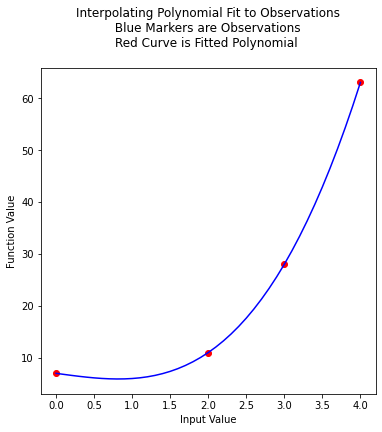 Interpolating Polynomial Fit to Observations
Blue Markers are Observations
Red Curve is Fitted Polynomial
60
50
40
30
20
10
Function Value
0.0 0.5 1.0 1.5 2.0 2.5 3.0 3.5 4.0
Input Value